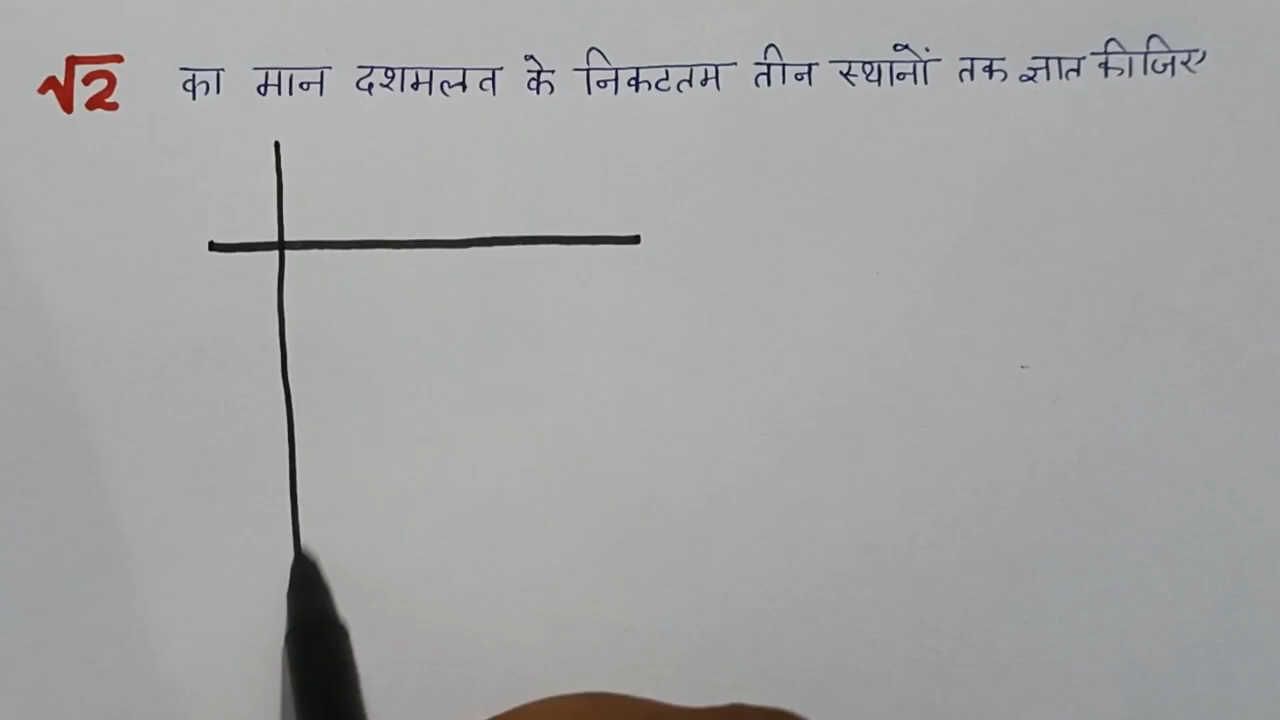 √2 का मान दशमलव के निकटतम तीन स्थानों तक ज्ञात कीजिए